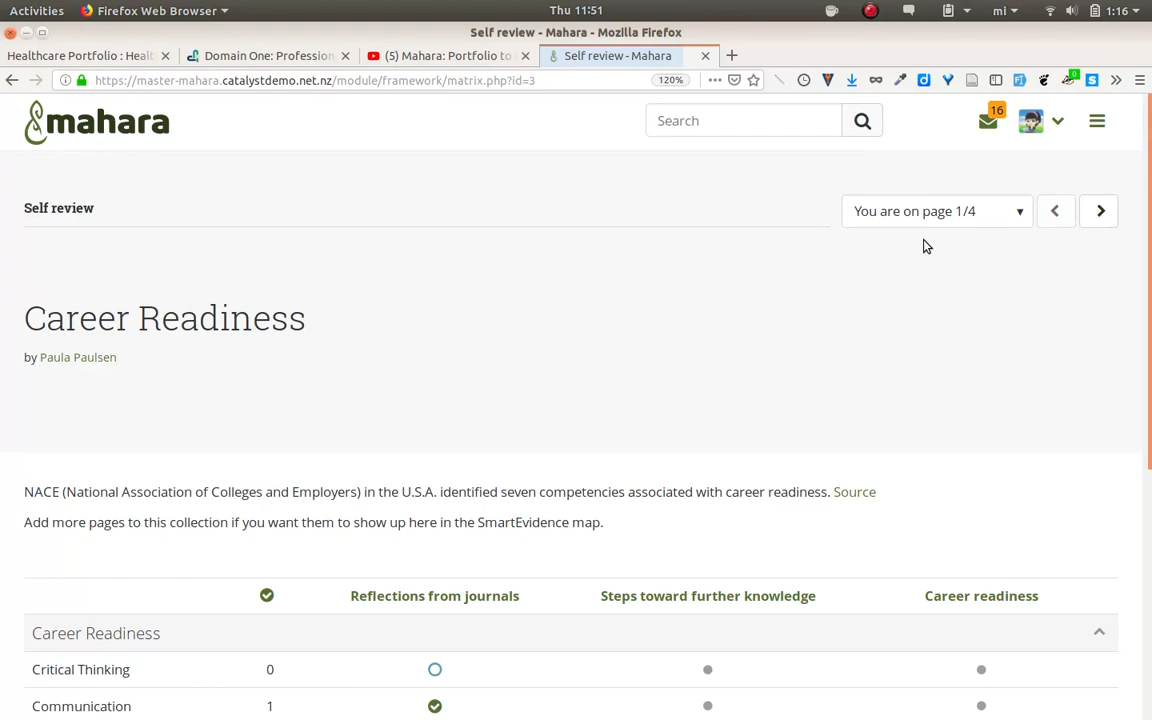 Activities Firefox Web Browser Thu 11:51 mi 1:16
Self review - Mahara - Mozilla Firefox
Healthcare Portfolio : Healt Domain One: Profession (5) Mahara: Portfolio to Self review - Mahara
https://master-mahara.catalystdemo.net.nz/module/framework/matrix.php?id=3 120% 0
mahara Search 16
Self review You are on page 1/4
Career Readiness
by Paula Paulsen
NACE (National Association of Colleges and Employers) in the U.S.A. identified seven competencies associated with career readiness. Source
Add more pages to this collection if you want them to show up here in the SmartEvidence map.
Reflections from journals Steps toward further knowledge Career readiness
Career Readiness
Critical Thinking 0
Communication 1